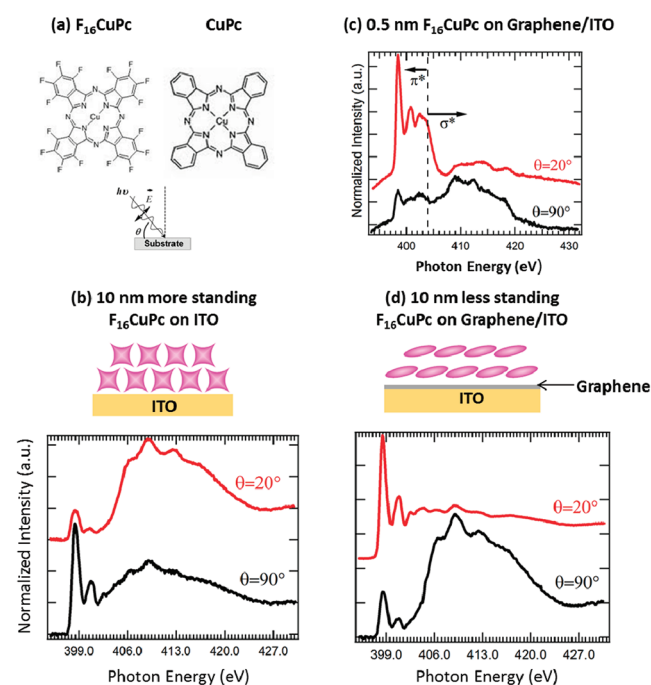 (a) F₁₆CuPc
CuPc
F F F F
F F F F
N N N N N N N N
Cu
F F F F
F F F F
N N N N N N N N
Cu
hυ
E
θ
Substrate
(c) 0.5 nm F₁₆CuPc on Graphene/ITO
Normalized Intensity (a.u.)
π*
σ*
θ=20°
θ=90°
400 410 420 430
Photon Energy (eV)
(b) 10 nm more standing
F₁₆CuPc on ITO
ITO
Normalized Intensity (a.u.)
θ=20°
θ=90°
399.0 406.0 413.0 420.0 427.0
Photon Energy (eV)
(d) 10 nm less standing
F₁₆CuPc on Graphene/ITO
Graphene
ITO
θ=20°
θ=90°
399.0 406.0 413.0 420.0 427.0
Photon Energy (eV)